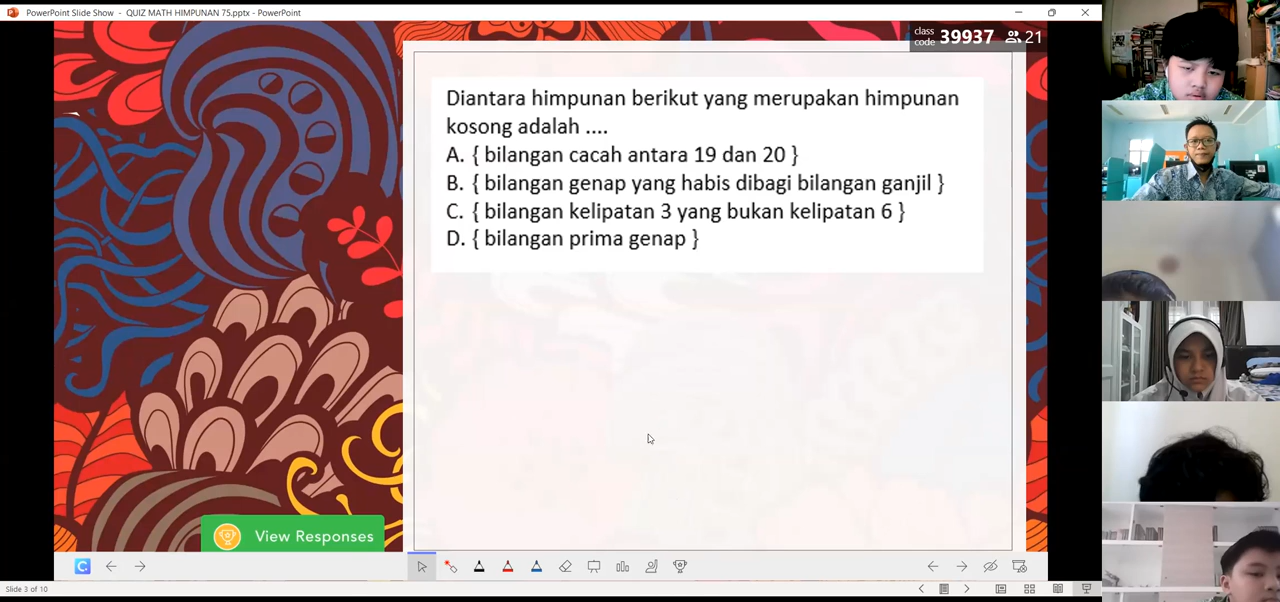 PowerPoint Slide Show - QUIZ MATH HIMPUNAN 75.pptx - PowerPoint
class code 39937 21
Diantara himpunan berikut yang merupakan himpunan
kosong adalah ....
A. { bilangan cacah antara 19 dan 20 }
B. { bilangan genap yang habis dibagi bilangan ganjil }
C. { bilangan kelipatan 3 yang bukan kelipatan 6 }
D. { bilangan prima genap }
View Responses
C
Slide 3 of 10